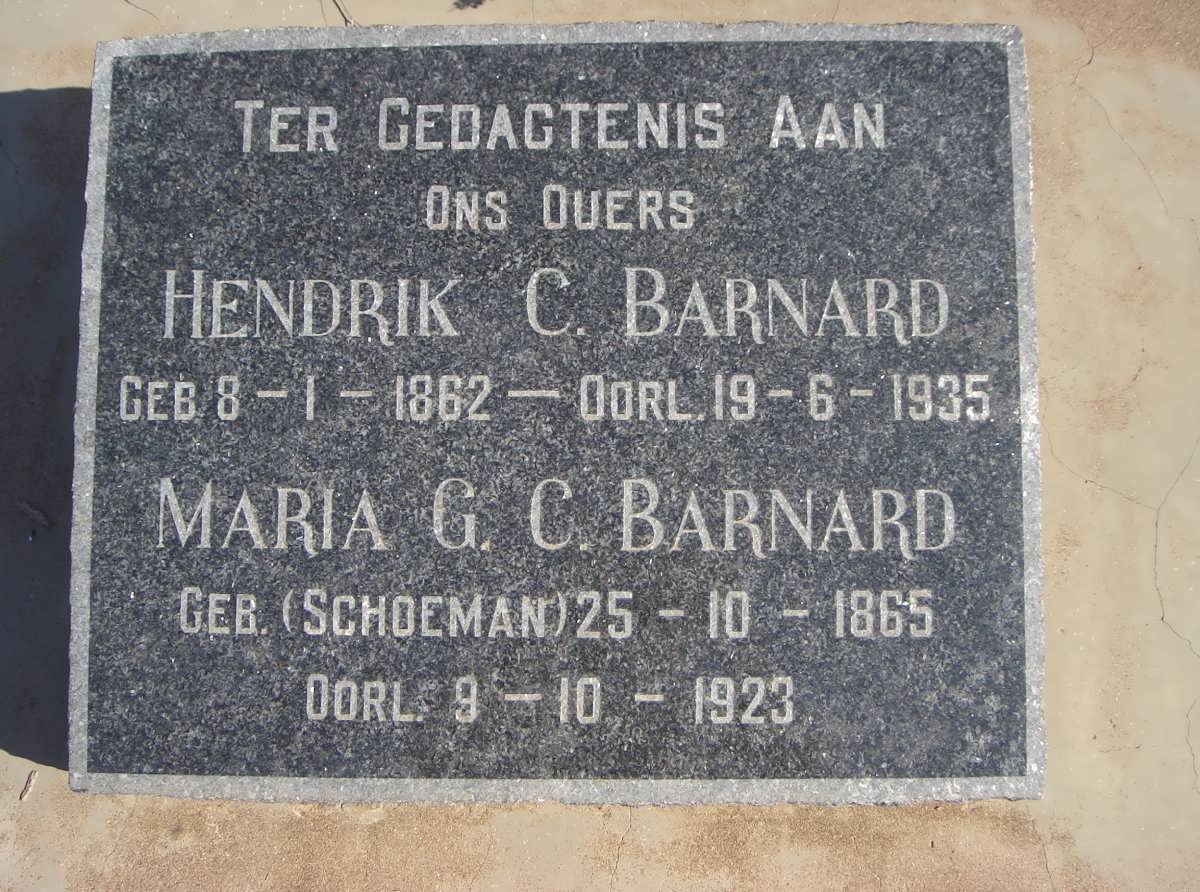 TER GEDAGTENIS AAN
ONS OUERS
HENDRIK C. BARNARD
GEB. 8 – 1 – 1862 — OORL. 19 – 6 – 1935
MARIA G. C. BARNARD
GEB. (SCHOEMAN) 25 – 10 – 1865
OORL. 9 – 10 – 1923